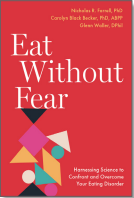 Nicholas R. Farrell, PhD
Carolyn Black Becker, PhD, ABPP
Glenn Waller, DPhil
Eat
Without
Fear
Harnessing Science to
Confront and Overcome
Your Eating Disorder